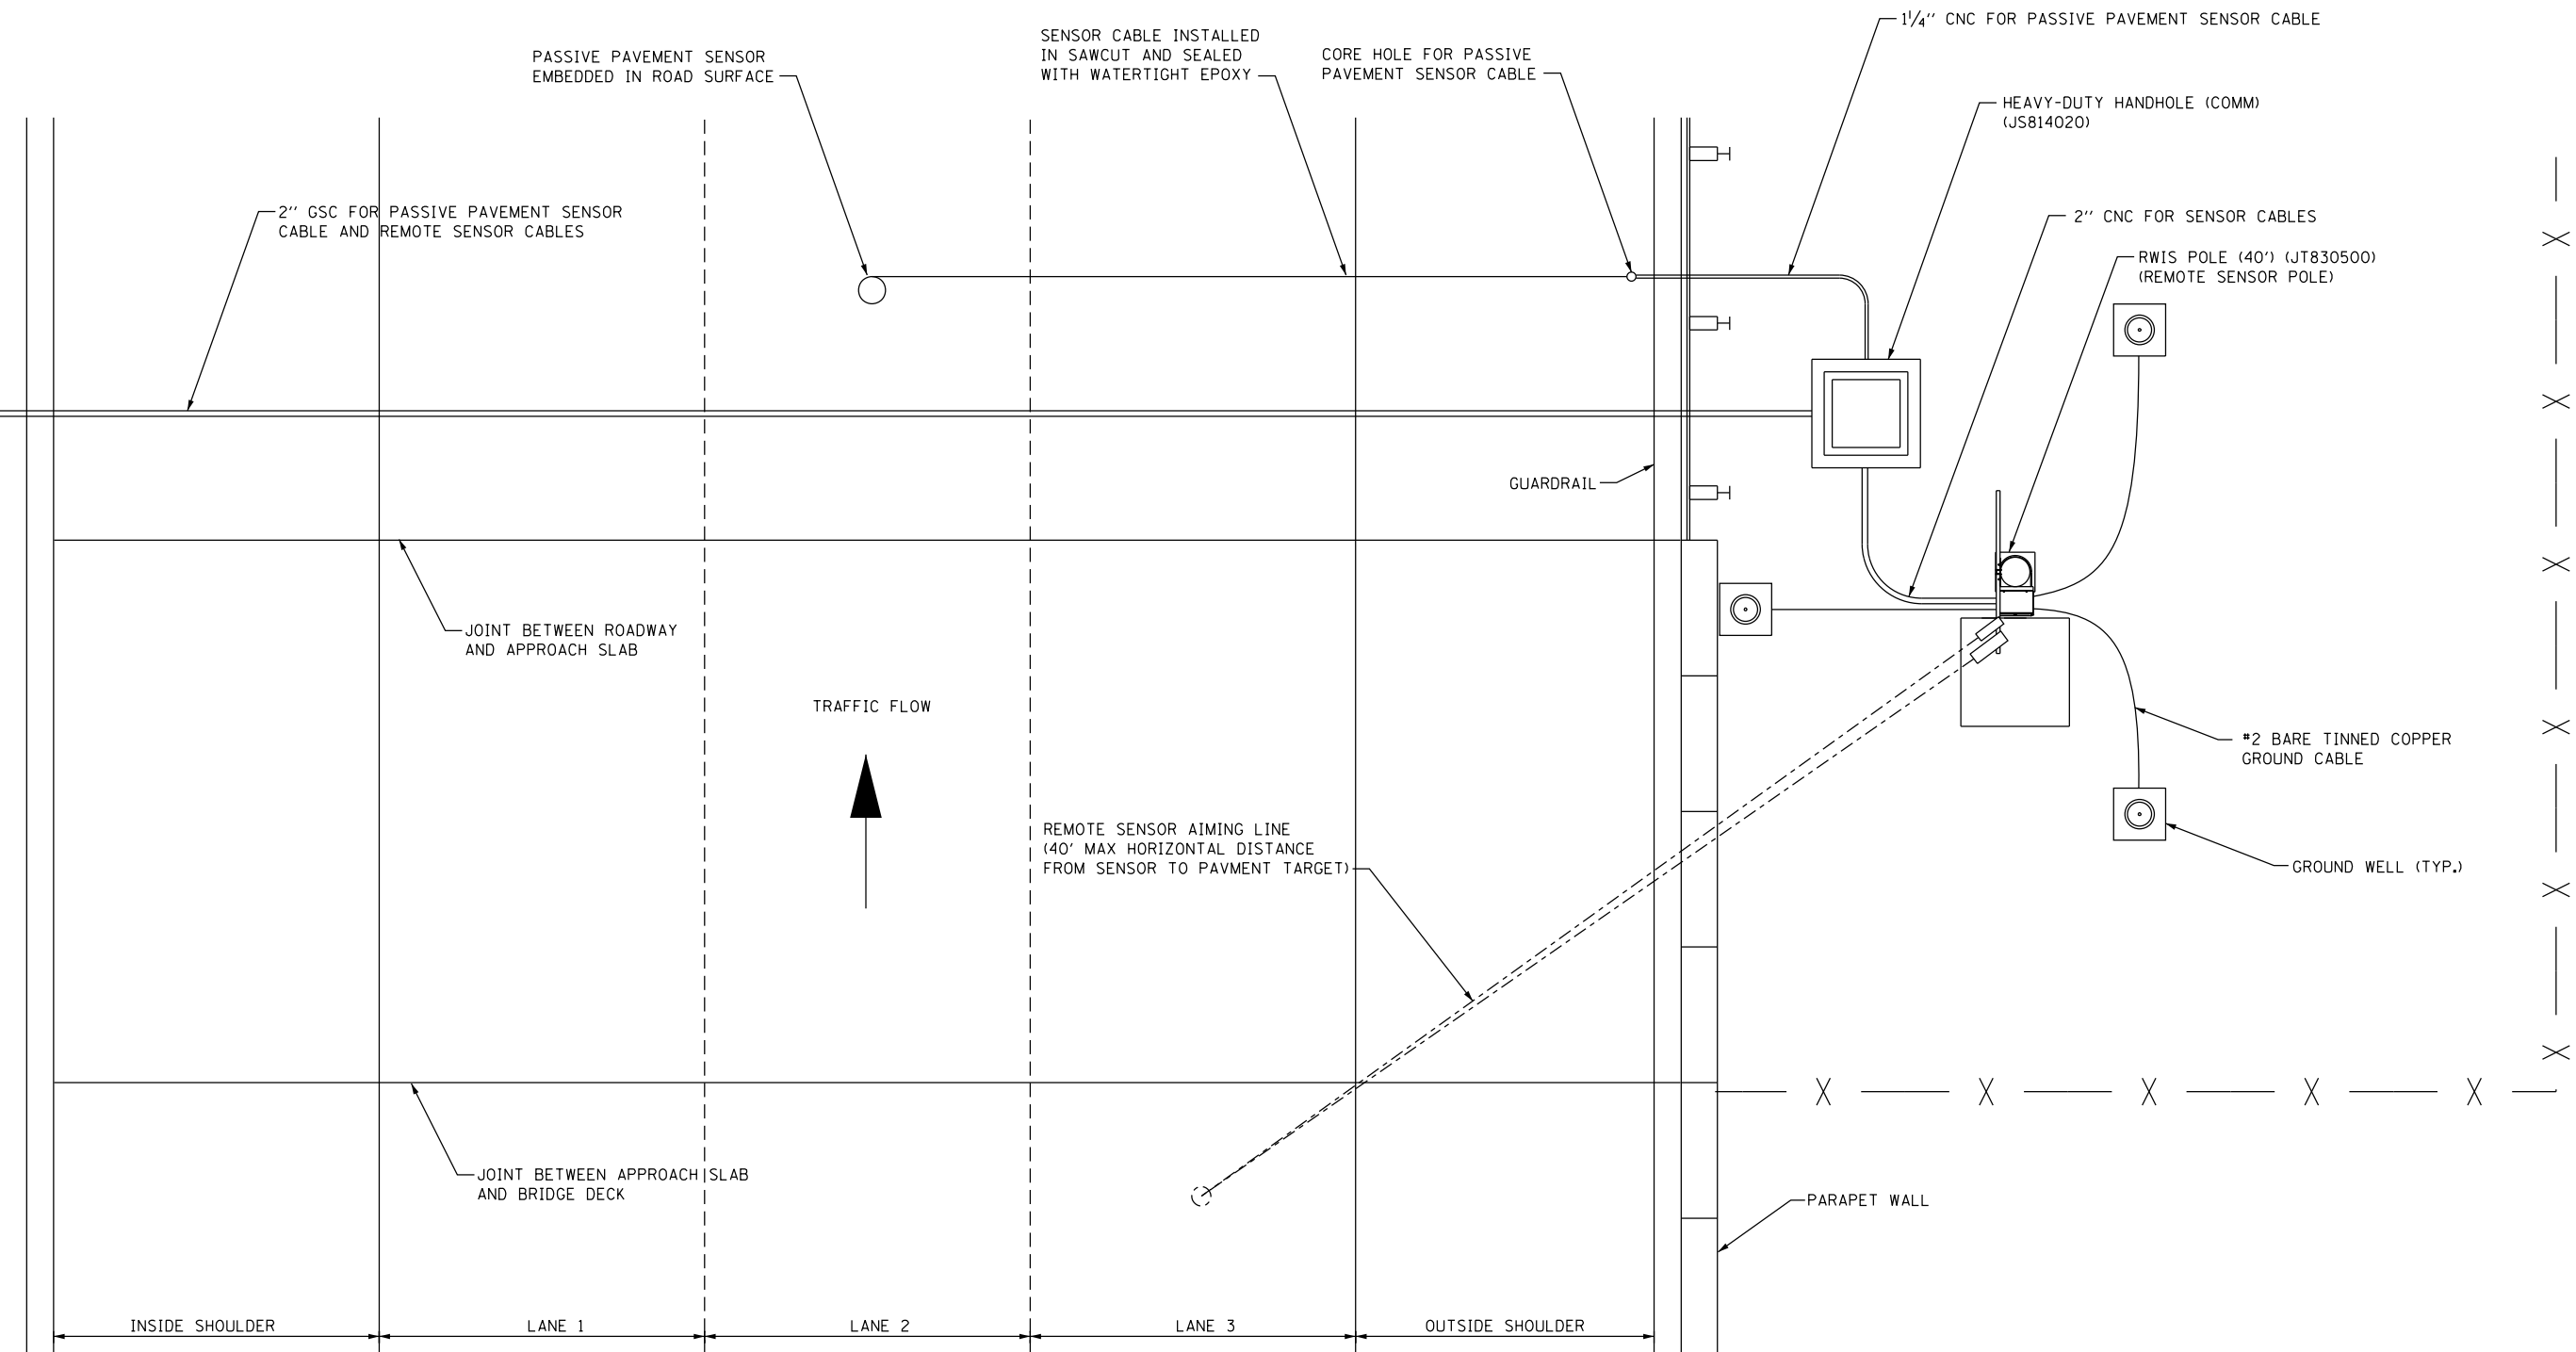 1 1/4'' CNC FOR PASSIVE PAVEMENT SENSOR CABLE
SENSOR CABLE INSTALLED
IN SAWCUT AND SEALED
WITH WATERTIGHT EPOXY
PASSIVE PAVEMENT SENSOR
EMBEDDED IN ROAD SURFACE
CORE HOLE FOR PASSIVE
PAVEMENT SENSOR CABLE
HEAVY-DUTY HANDHOLE (COMM)
(JS814020)
2'' GSC FOR PASSIVE PAVEMENT SENSOR
CABLE AND REMOTE SENSOR CABLES
2'' CNC FOR SENSOR CABLES
RWIS POLE (40') (JT830500)
(REMOTE SENSOR POLE)
GUARDRAIL
JOINT BETWEEN ROADWAY
AND APPROACH SLAB
TRAFFIC FLOW
#2 BARE TINNED COPPER
GROUND CABLE
REMOTE SENSOR AIMING LINE
(40' MAX HORIZONTAL DISTANCE
FROM SENSOR TO PAVMENT TARGET)
GROUND WELL (TYP.)
JOINT BETWEEN APPROACH SLAB
AND BRIDGE DECK
PARAPET WALL
INSIDE SHOULDER
LANE 1
LANE 2
LANE 3
OUTSIDE SHOULDER